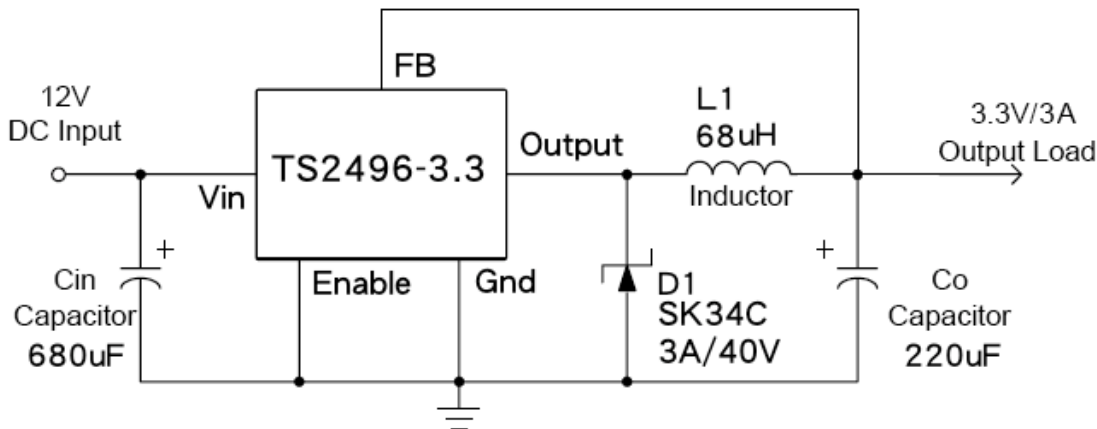 FB
12V
DC Input
Vin
TS2496-3.3
Output
L1
68uH
Inductor
3.3V/3A
Output Load
+
Cin
Capacitor
680uF
Enable
Gnd
D1
SK34C
3A/40V
+
Co
Capacitor
220uF